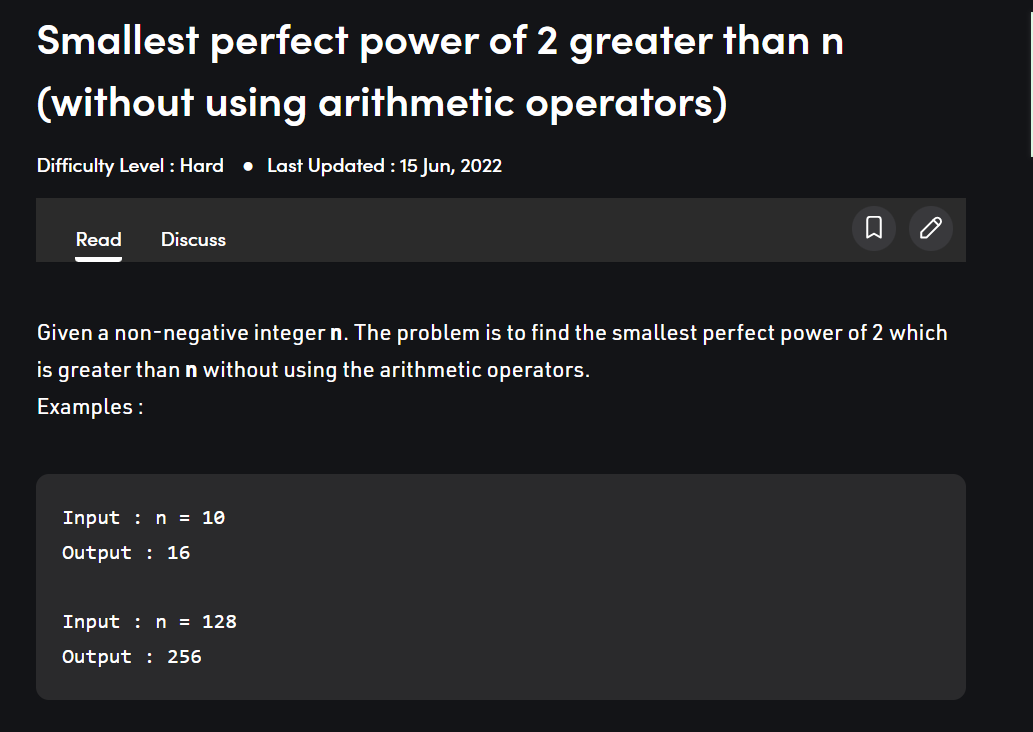 Smallest perfect power of 2 greater than n
(without using arithmetic operators)
Difficulty Level : Hard ● Last Updated : 15 Jun, 2022
Read Discuss
Given a non-negative integer n. The problem is to find the smallest perfect power of 2 which
is greater than n without using the arithmetic operators.
Examples :
Input : n = 10
Output : 16
Input : n = 128
Output : 256